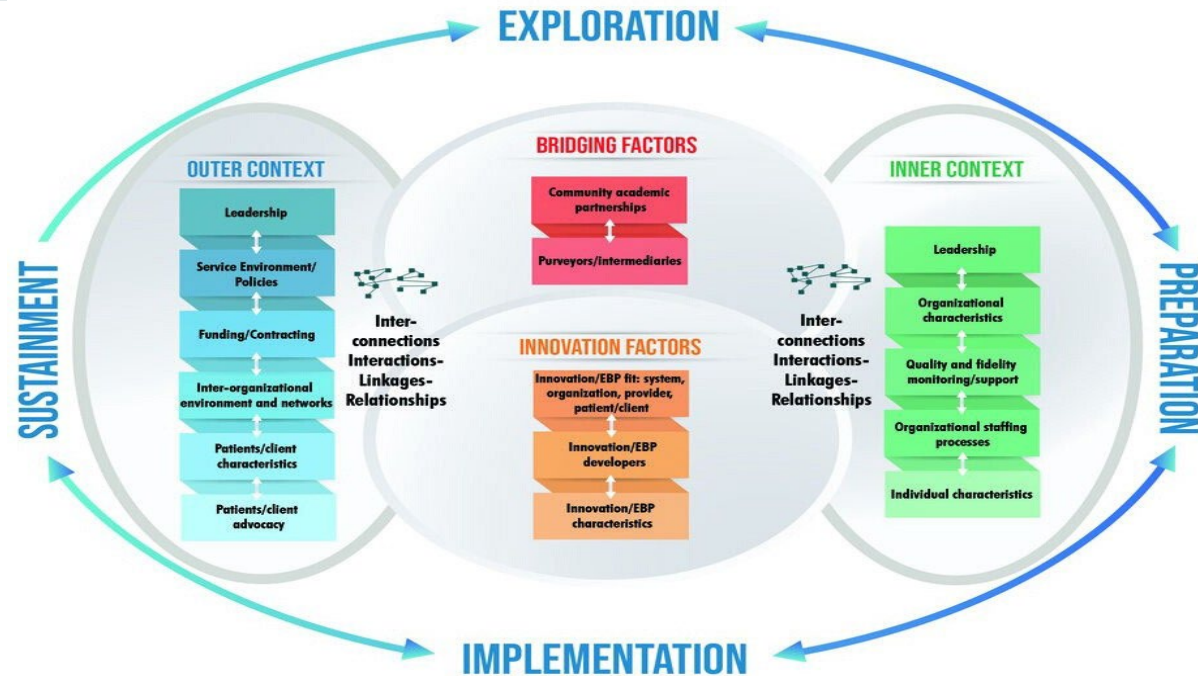 EXPLORATION
OUTER CONTEXT
Leadership
Service Environment/
Policies
Funding/Contracting
Inter-organizational
environment and networks
Patients/client
characteristics
Patients/client
advocacy
Inter-
connections
Interactions-
Linkages-
Relationships
BRIDGING FACTORS
Community academic
partnerships
Purveyors/intermediaries
INNOVATION FACTORS
Innovation/EBP fit: system,
organization, provider,
patient/client
Innovation/EBP
developers
Innovation/EBP
characteristics
Inter-
connections
Interactions-
Linkages-
Relationships
INNER CONTEXT
Leadership
Organizational
characteristics
Quality and fidelity
monitoring/support
Organizational staffing
processes
Individual characteristics
PREPARATION
IMPLEMENTATION
SUSTAINMENT